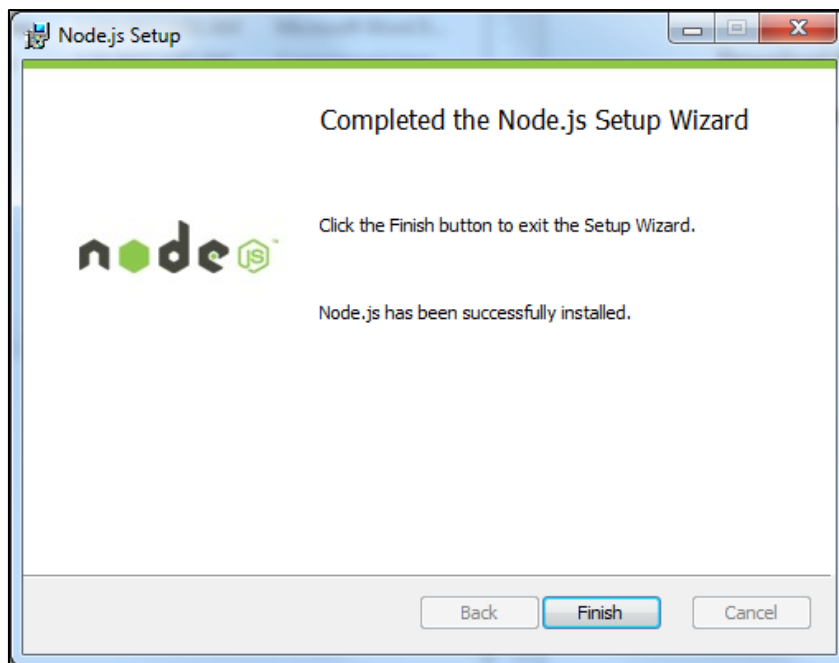 Node.js Setup
Completed the Node.js Setup Wizard
Click the Finish button to exit the Setup Wizard.
node JS™
Node.js has been successfully installed.
Back Finish Cancel